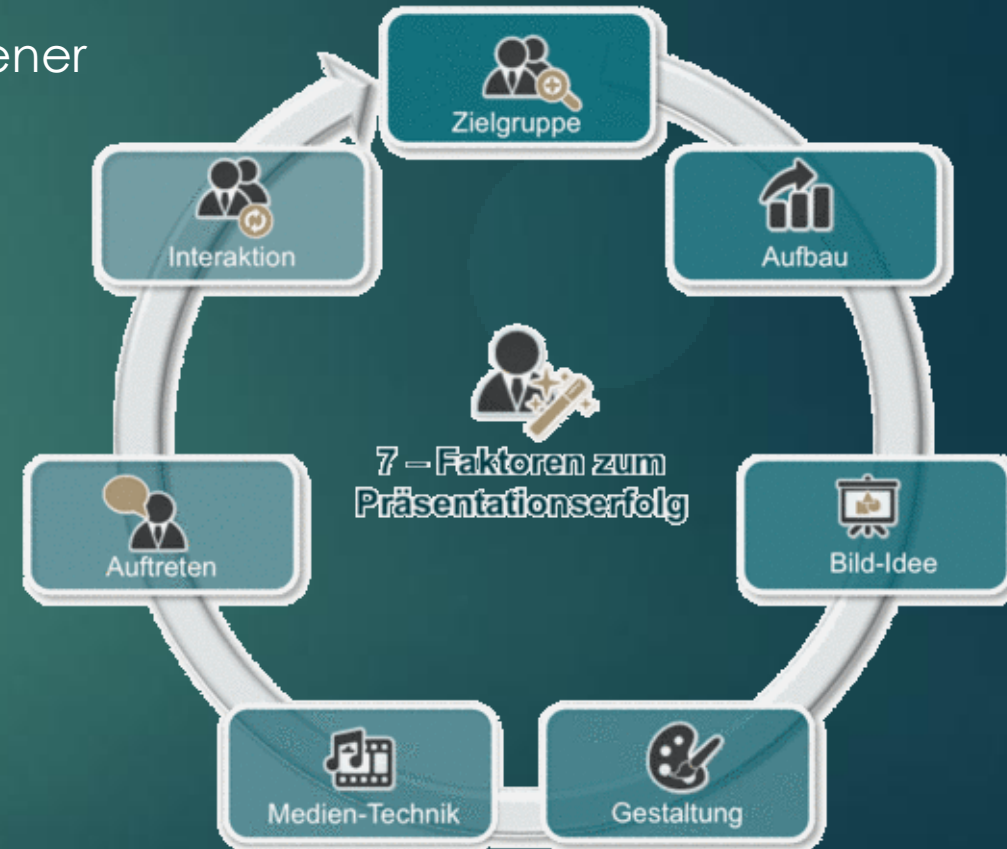 ener
Zielgruppe
Aufbau
Bild-Idee
Gestaltung
Medien-Technik
Auftreten
Interaktion
7 – Faktoren zum
Präsentationserfolg